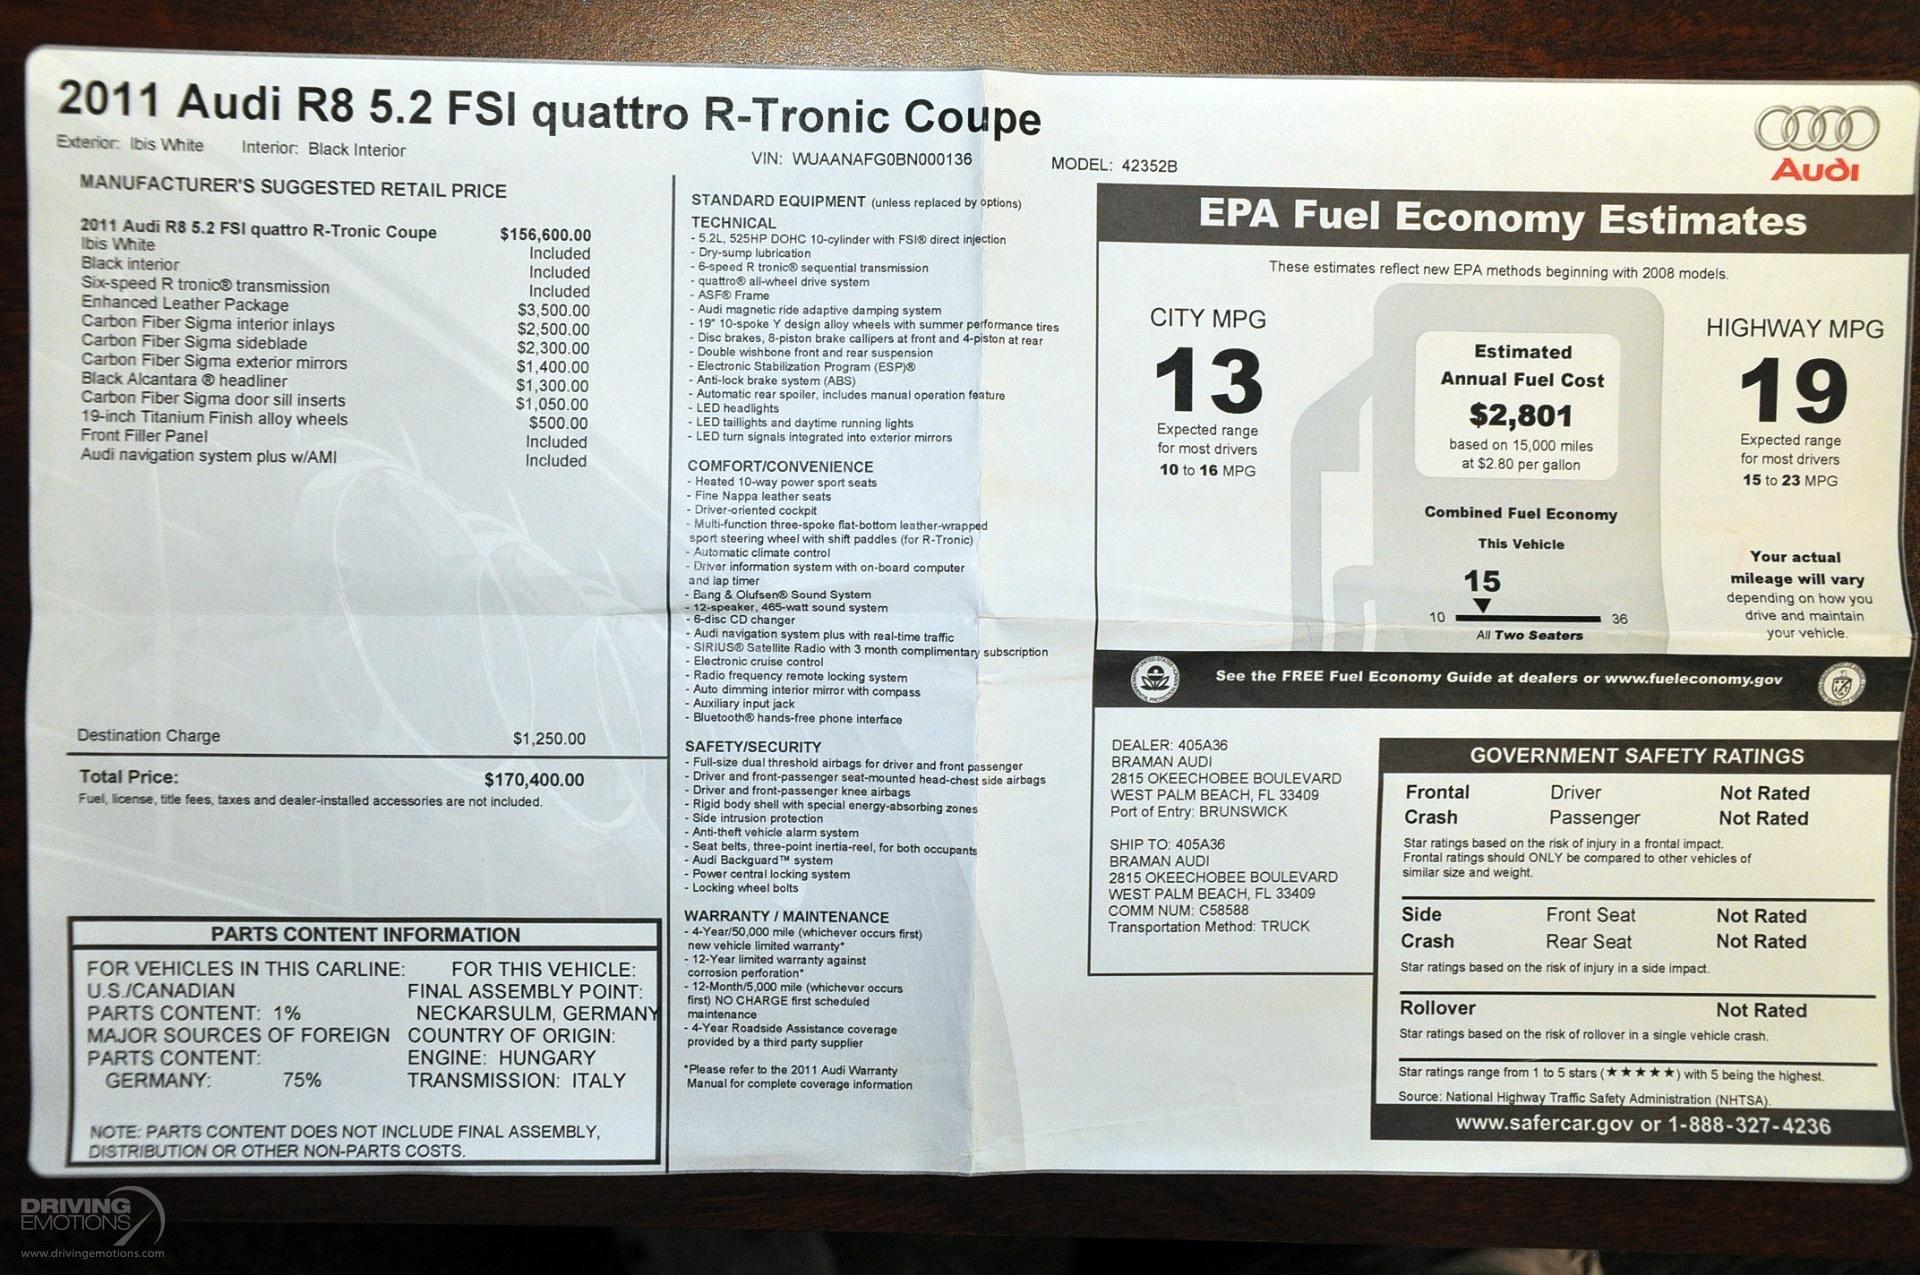 2011 Audi R8 5.2 FSI quattro R-Tronic Coupe
Exterior: Ibis White Interior: Black Interior
VIN: WUAANAFG0BN000136
MODEL: 42352B
Audi
MANUFACTURER'S SUGGESTED RETAIL PRICE
2011 Audi R8 5.2 FSI quattro R-Tronic Coupe $156,600.00
Ibis White Included
Black interior Included
Six-speed R tronic® transmission Included
Enhanced Leather Package $3,500.00
Carbon Fiber Sigma interior inlays $2,500.00
Carbon Fiber Sigma sideblade $2,300.00
Carbon Fiber Sigma exterior mirrors $1,400.00
Black Alcantara ® headliner $1,300.00
Carbon Fiber Sigma door sill inserts $1,050.00
19-inch Titanium Finish alloy wheels $500.00
Front Filler Panel Included
Audi navigation system plus w/AMI Included
Destination Charge $1,250.00
Total Price: $170,400.00
Fuel, license, title fees, taxes and dealer-installed accessories are not included.
PARTS CONTENT INFORMATION
FOR VEHICLES IN THIS CARLINE:
U.S./CANADIAN
PARTS CONTENT: 1%
MAJOR SOURCES OF FOREIGN
PARTS CONTENT:
GERMANY: 75%
FOR THIS VEHICLE:
FINAL ASSEMBLY POINT:
NECKARSULM, GERMANY
COUNTRY OF ORIGIN:
ENGINE: HUNGARY
TRANSMISSION: ITALY
NOTE: PARTS CONTENT DOES NOT INCLUDE FINAL ASSEMBLY,
DISTRIBUTION OR OTHER NON-PARTS COSTS.
STANDARD EQUIPMENT (unless replaced by options)
TECHNICAL
- 5.2L, 525HP DOHC 10-cylinder with FSI® direct injection
- Dry-sump lubrication
- 6-speed R tronic® sequential transmission
- quattro® all-wheel drive system
- ASF® Frame
- Audi magnetic ride adaptive damping system
- 19" 10-spoke Y design alloy wheels with summer performance tires
- Disc brakes, 8-piston brake callipers at front and 4-piston at rear
- Double wishbone front and rear suspension
- Electronic Stabilization Program (ESP)®
- Anti-lock brake system (ABS)
- Automatic rear spoiler, includes manual operation feature
- LED headlights
- LED taillights and daytime running lights
- LED turn signals integrated into exterior mirrors
COMFORT/CONVENIENCE
- Heated 10-way power sport seats
- Fine Nappa leather seats
- Driver-oriented cockpit
- Multi-function three-spoke flat-bottom leather-wrapped
sport steering wheel with shift paddles (for R-Tronic)
- Automatic climate control
- Driver information system with on-board computer
and lap timer
- Bang & Olufsen® Sound System
- 12-speaker, 465-watt sound system
- 6-disc CD changer
- Audi navigation system plus with real-time traffic
- SIRIUS® Satellite Radio with 3 month complimentary subscription
- Electronic cruise control
- Radio frequency remote locking system
- Auto dimming interior mirror with compass
- Auxiliary input jack
- Bluetooth® hands-free phone interface
SAFETY/SECURITY
- Full-size dual threshold airbags for driver and front passenger
- Driver and front-passenger seat-mounted head-chest side airbags
- Driver and front-passenger knee airbags
- Rigid body shell with special energy-absorbing zones
- Side intrusion protection
- Anti-theft vehicle alarm system
- Seat belts, three-point inertia-reel, for both occupants
- Audi Backguard™ system
- Power central locking system
- Locking wheel bolts
WARRANTY / MAINTENANCE
- 4-Year/50,000 mile (whichever occurs first)
new vehicle limited warranty*
- 12-Year limited warranty against
corrosion perforation*
- 12-Month/5,000 mile (whichever occurs
first) NO CHARGE first scheduled
maintenance
- 4-Year Roadside Assistance coverage
provided by a third party supplier
*Please refer to the 2011 Audi Warranty
Manual for complete coverage information
EPA Fuel Economy Estimates
These estimates reflect new EPA methods beginning with 2008 models.
CITY MPG
13
Expected range
for most drivers
10 to 16 MPG
Estimated
Annual Fuel Cost
$2,801
based on 15,000 miles
at $2.80 per gallon
Combined Fuel Economy
This Vehicle
15
10 36
All Two Seaters
HIGHWAY MPG
19
Expected range
for most drivers
15 to 23 MPG
Your actual
mileage will vary
depending on how you
drive and maintain
your vehicle.
See the FREE Fuel Economy Guide at dealers or www.fueleconomy.gov
DEALER: 405A36
BRAMAN AUDI
2815 OKEECHOBEE BOULEVARD
WEST PALM BEACH, FL 33409
Port of Entry: BRUNSWICK
SHIP TO: 405A36
BRAMAN AUDI
2815 OKEECHOBEE BOULEVARD
WEST PALM BEACH, FL 33409
COMM NUM: C58588
Transportation Method: TRUCK
GOVERNMENT SAFETY RATINGS
Frontal Driver Not Rated
Crash Passenger Not Rated
Star ratings based on the risk of injury in a frontal impact.
Frontal ratings should ONLY be compared to other vehicles of
similar size and weight.
Side Front Seat Not Rated
Crash Rear Seat Not Rated
Star ratings based on the risk of injury in a side impact.
Rollover Not Rated
Star ratings based on the risk of rollover in a single vehicle crash.
Star ratings range from 1 to 5 stars (★★★★★) with 5 being the highest.
Source: National Highway Traffic Safety Administration (NHTSA).
www.safercar.gov or 1-888-327-4236
DRIVING
EMOTIONS
www.drivingemotions.com